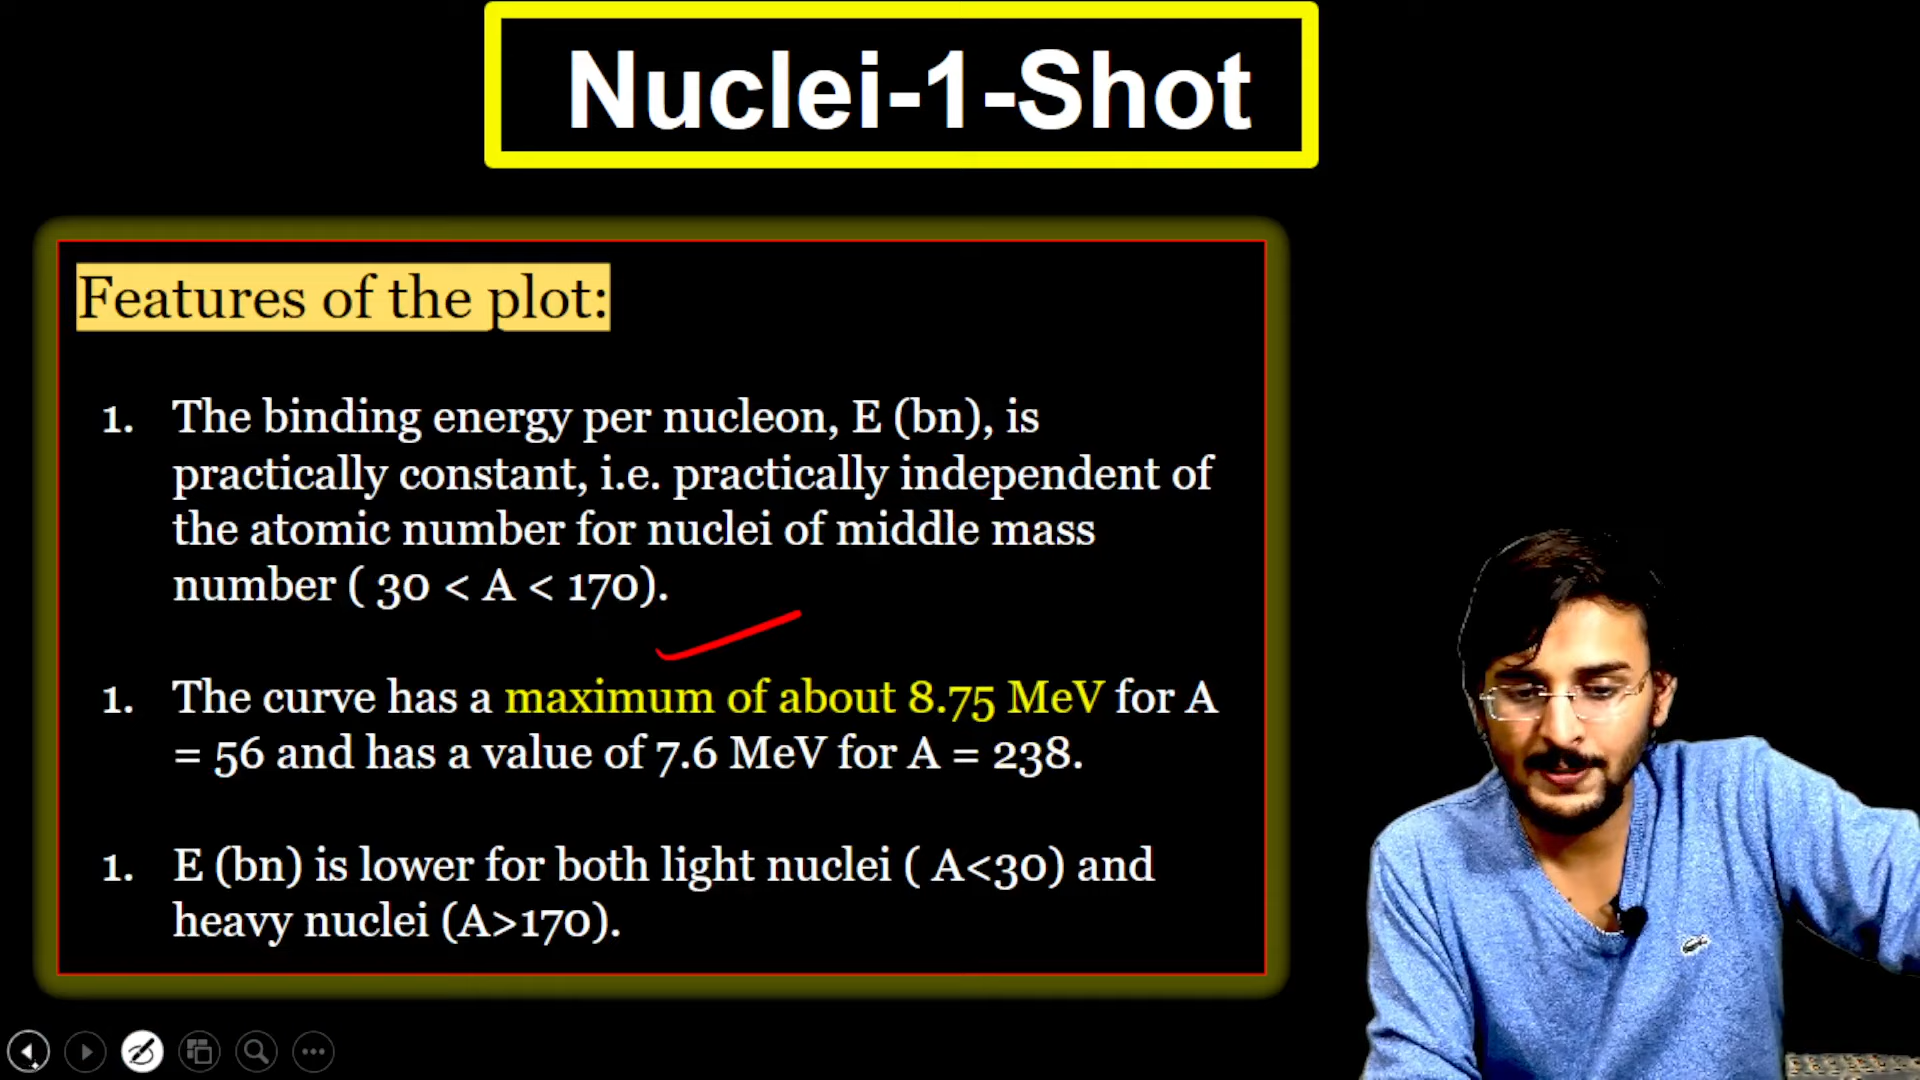 Nuclei-1-Shot
Features of the plot:
1. The binding energy per nucleon, E (bn), is
practically constant, i.e. practically independent of
the atomic number for nuclei of middle mass
number ( 30 < A < 170).
1. The curve has a maximum of about 8.75 MeV for A
= 56 and has a value of 7.6 MeV for A = 238.
1. E (bn) is lower for both light nuclei ( A<30) and
heavy nuclei (A>170).